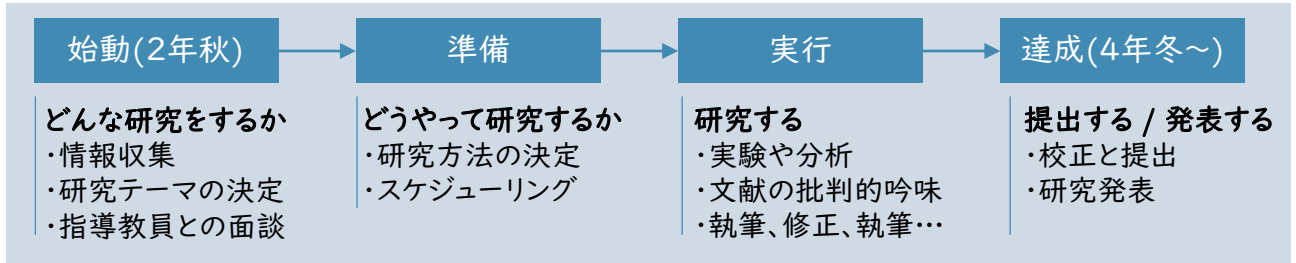 始動(2年秋)
どんな研究をするか
・情報収集
・研究テーマの決定
・指導教員との面談
準備
どうやって研究するか
・研究方法の決定
・スケジューリング
実行
研究する
・実験や分析
・文献の批判的吟味
・執筆、修正、執筆…
達成(4年冬～)
提出する / 発表する
・校正と提出
・研究発表